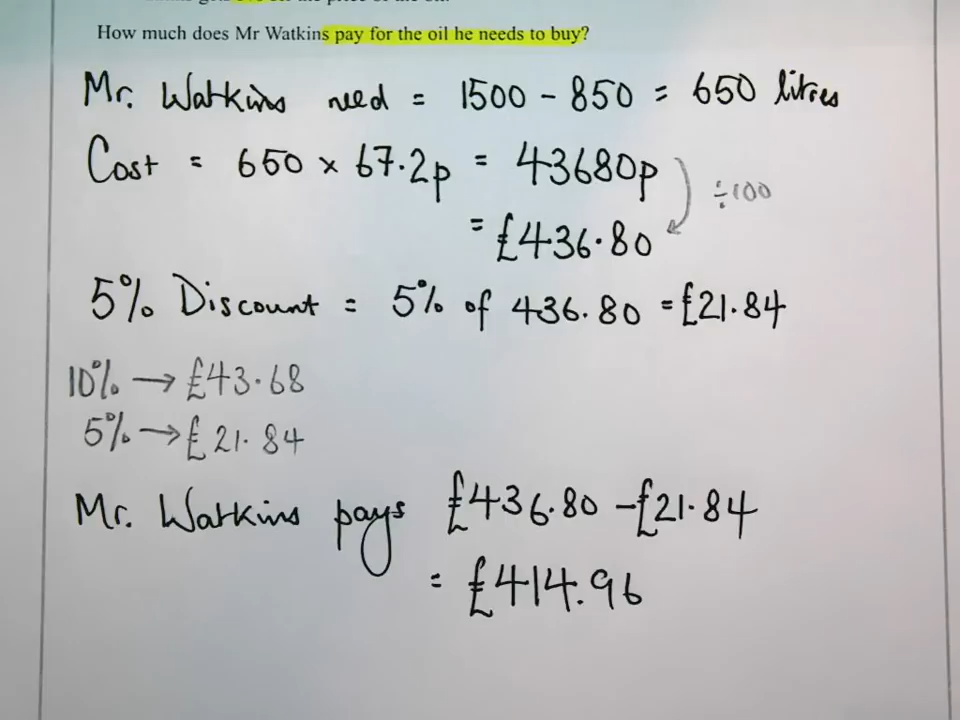 How much does Mr Watkins pay for the oil he needs to buy?
Mr. Watkins need = 1500 - 850 = 650 litres
Cost = 650 × 67.2p = 43680p
÷100
= £436.80
5% Discount = 5% of 436.80 = £21.84
10% → £43.68
5% → £21.84
Mr. Watkins pays £436.80 - £21.84
= £414.96